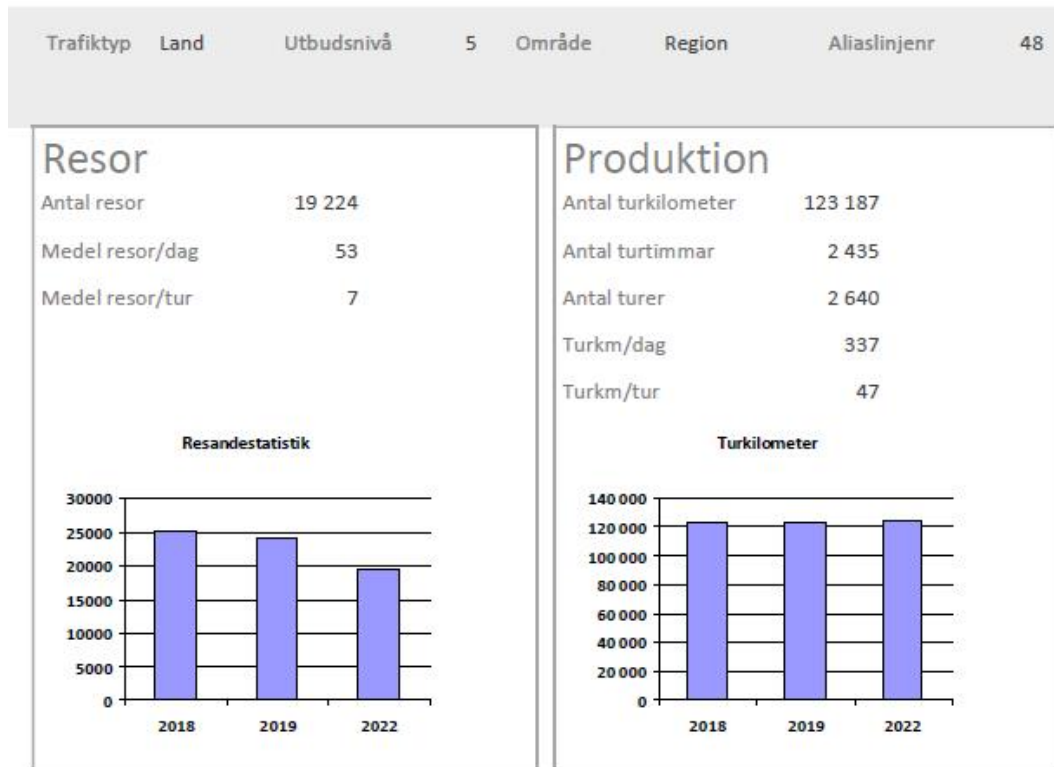 Trafiktyp Land Utbudsnivå 5 Område Region Aliaslinjenr 48
Resor
Antal resor 19 224
Medel resor/dag 53
Medel resor/tur 7
Resandestatistik
30000
25000
20000
15000
10000
5000
0
2018 2019 2022
Produktion
Antal turkilometer 123 187
Antal turtimmar 2 435
Antal turer 2 640
Turkm/dag 337
Turkm/tur 47
Turkilometer
140 000
120 000
100 000
80 000
60 000
40 000
20 000
0
2018 2019 2022